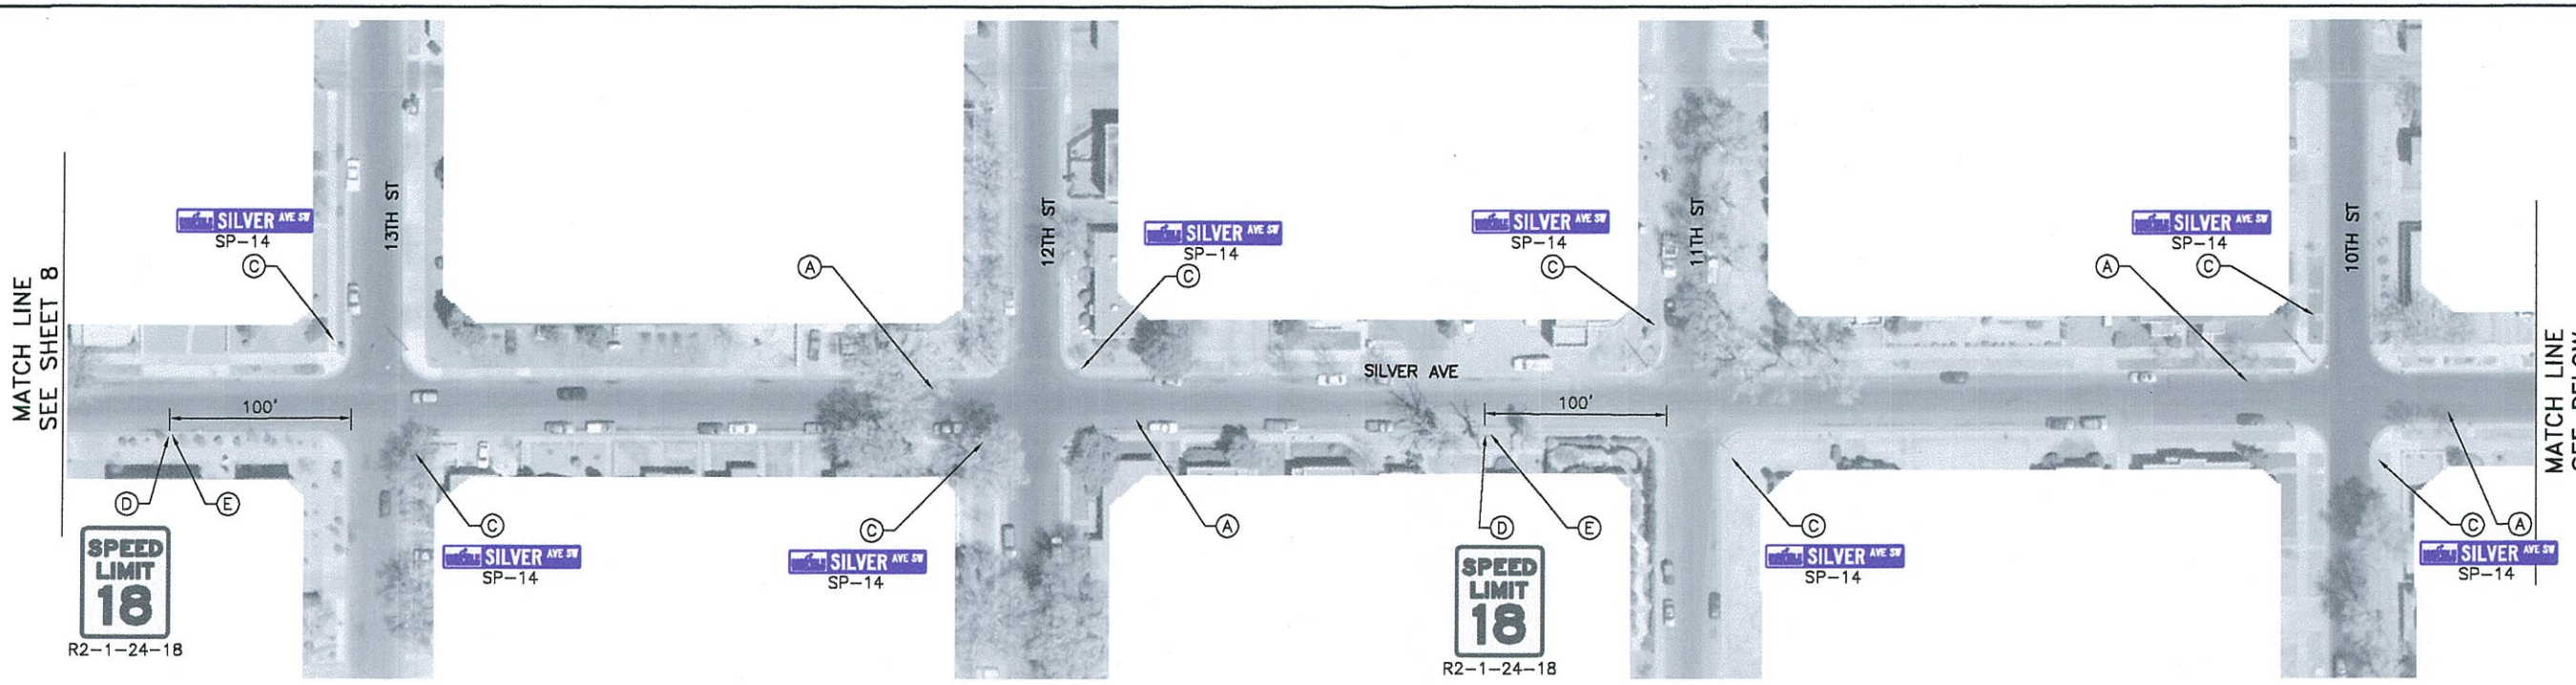 MATCH LINE
SEE SHEET 8
SILVER AVE SW
SP-14
C
13TH ST
A
12TH ST
SILVER AVE SW
SP-14
C
SILVER AVE SW
SP-14
C
11TH ST
SILVER AVE SW
SP-14
A
C
10TH ST
SILVER AVE
100'
100'
MATCH LINE
SEE BELOW
D
E
SPEED
LIMIT
18
R2-1-24-18
C
SILVER AVE SW
SP-14
C
SILVER AVE SW
SP-14
A
D
E
SPEED
LIMIT
18
R2-1-24-18
C
SILVER AVE SW
SP-14
C
A
SILVER AVE SW
SP-14